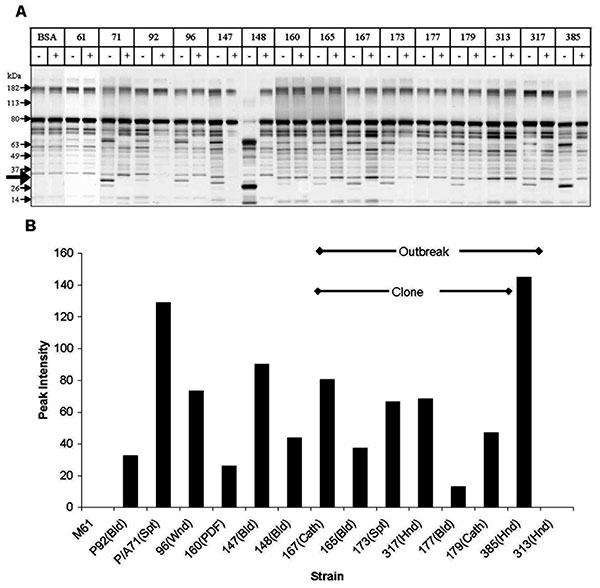 A
BSA 61 71 92 96 147 148 160 165 167 173 177 179 313 317 385
- + - + - + - + - + - + - + - + - + - + - + - + - + - + - + - +
kDa
182
113
80
63
49
37
26
14
B
160
140
120
100
80
60
40
20
0
Peak Intensity
Outbreak
Clone
M61 P92(Bld) P/A71(Spt) 96(Wnd) 160(PDF) 147(Bld) 148(Bld) 167(Cath) 165(Bld) 173(Spt) 317(Hnd) 177(Bld) 179(Cath) 385(Hnd) 313(Hnd)
Strain